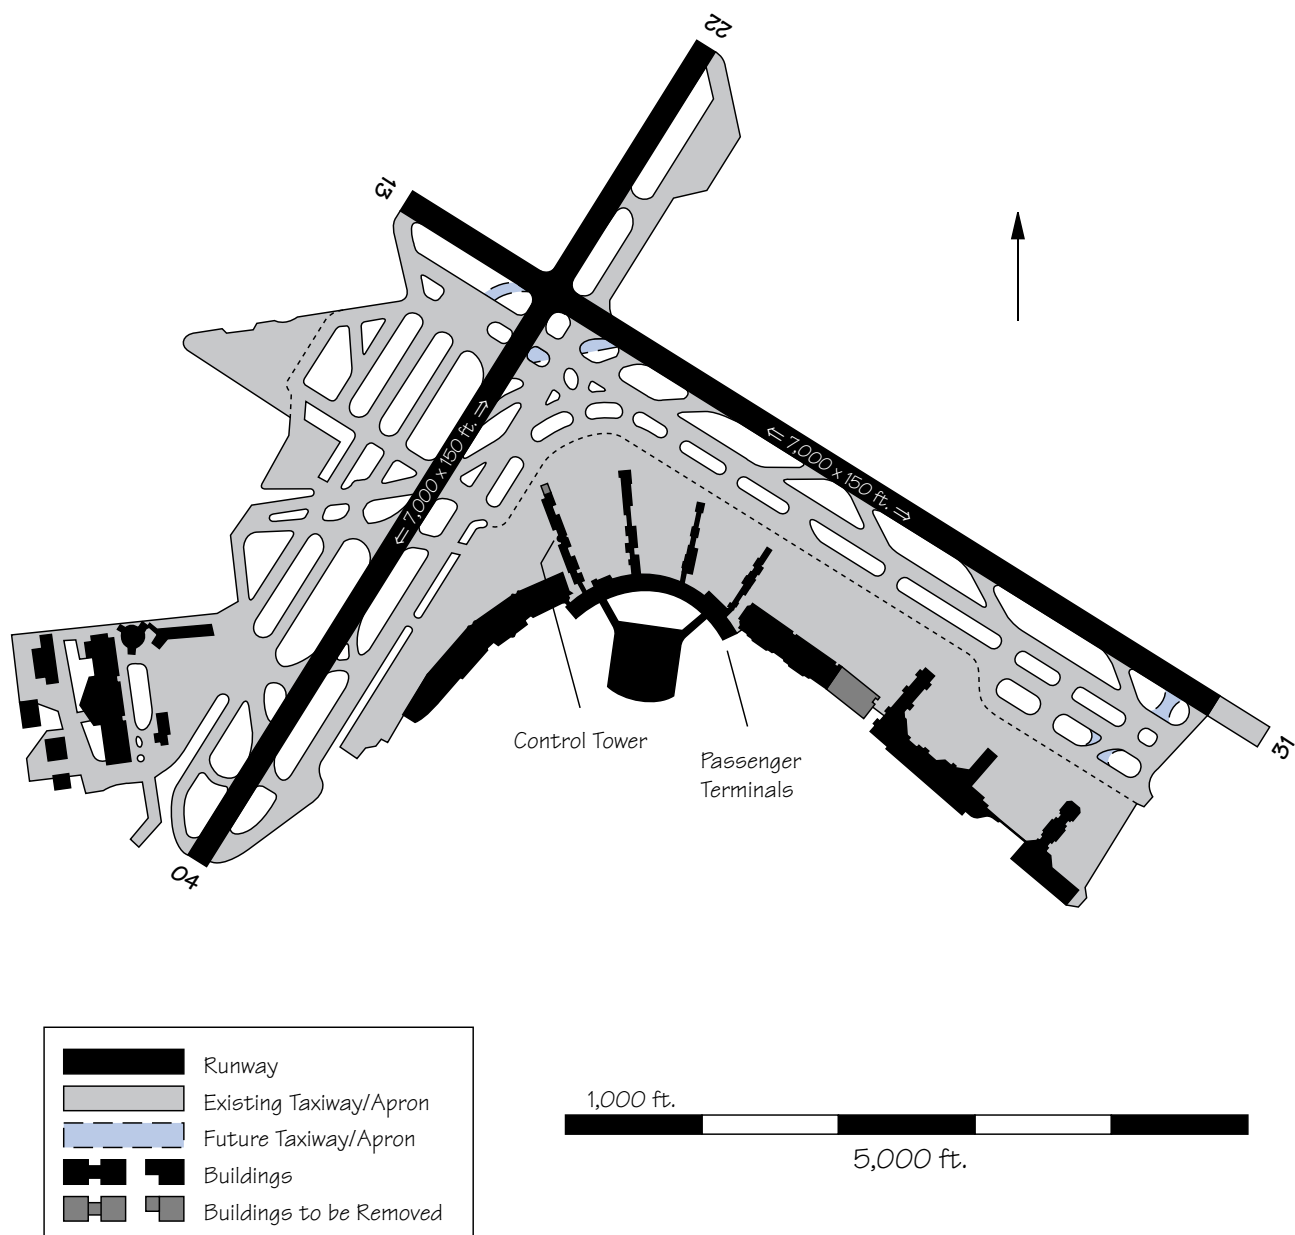 22
13
⇐ 7,000 x 150 ft. ⇒
⇐ 7,000 x 150 ft. ⇒
31
Control Tower
Passenger
Terminals
04
Runway
Existing Taxiway/Apron
Future Taxiway/Apron
Buildings
Buildings to be Removed
1,000 ft.
5,000 ft.